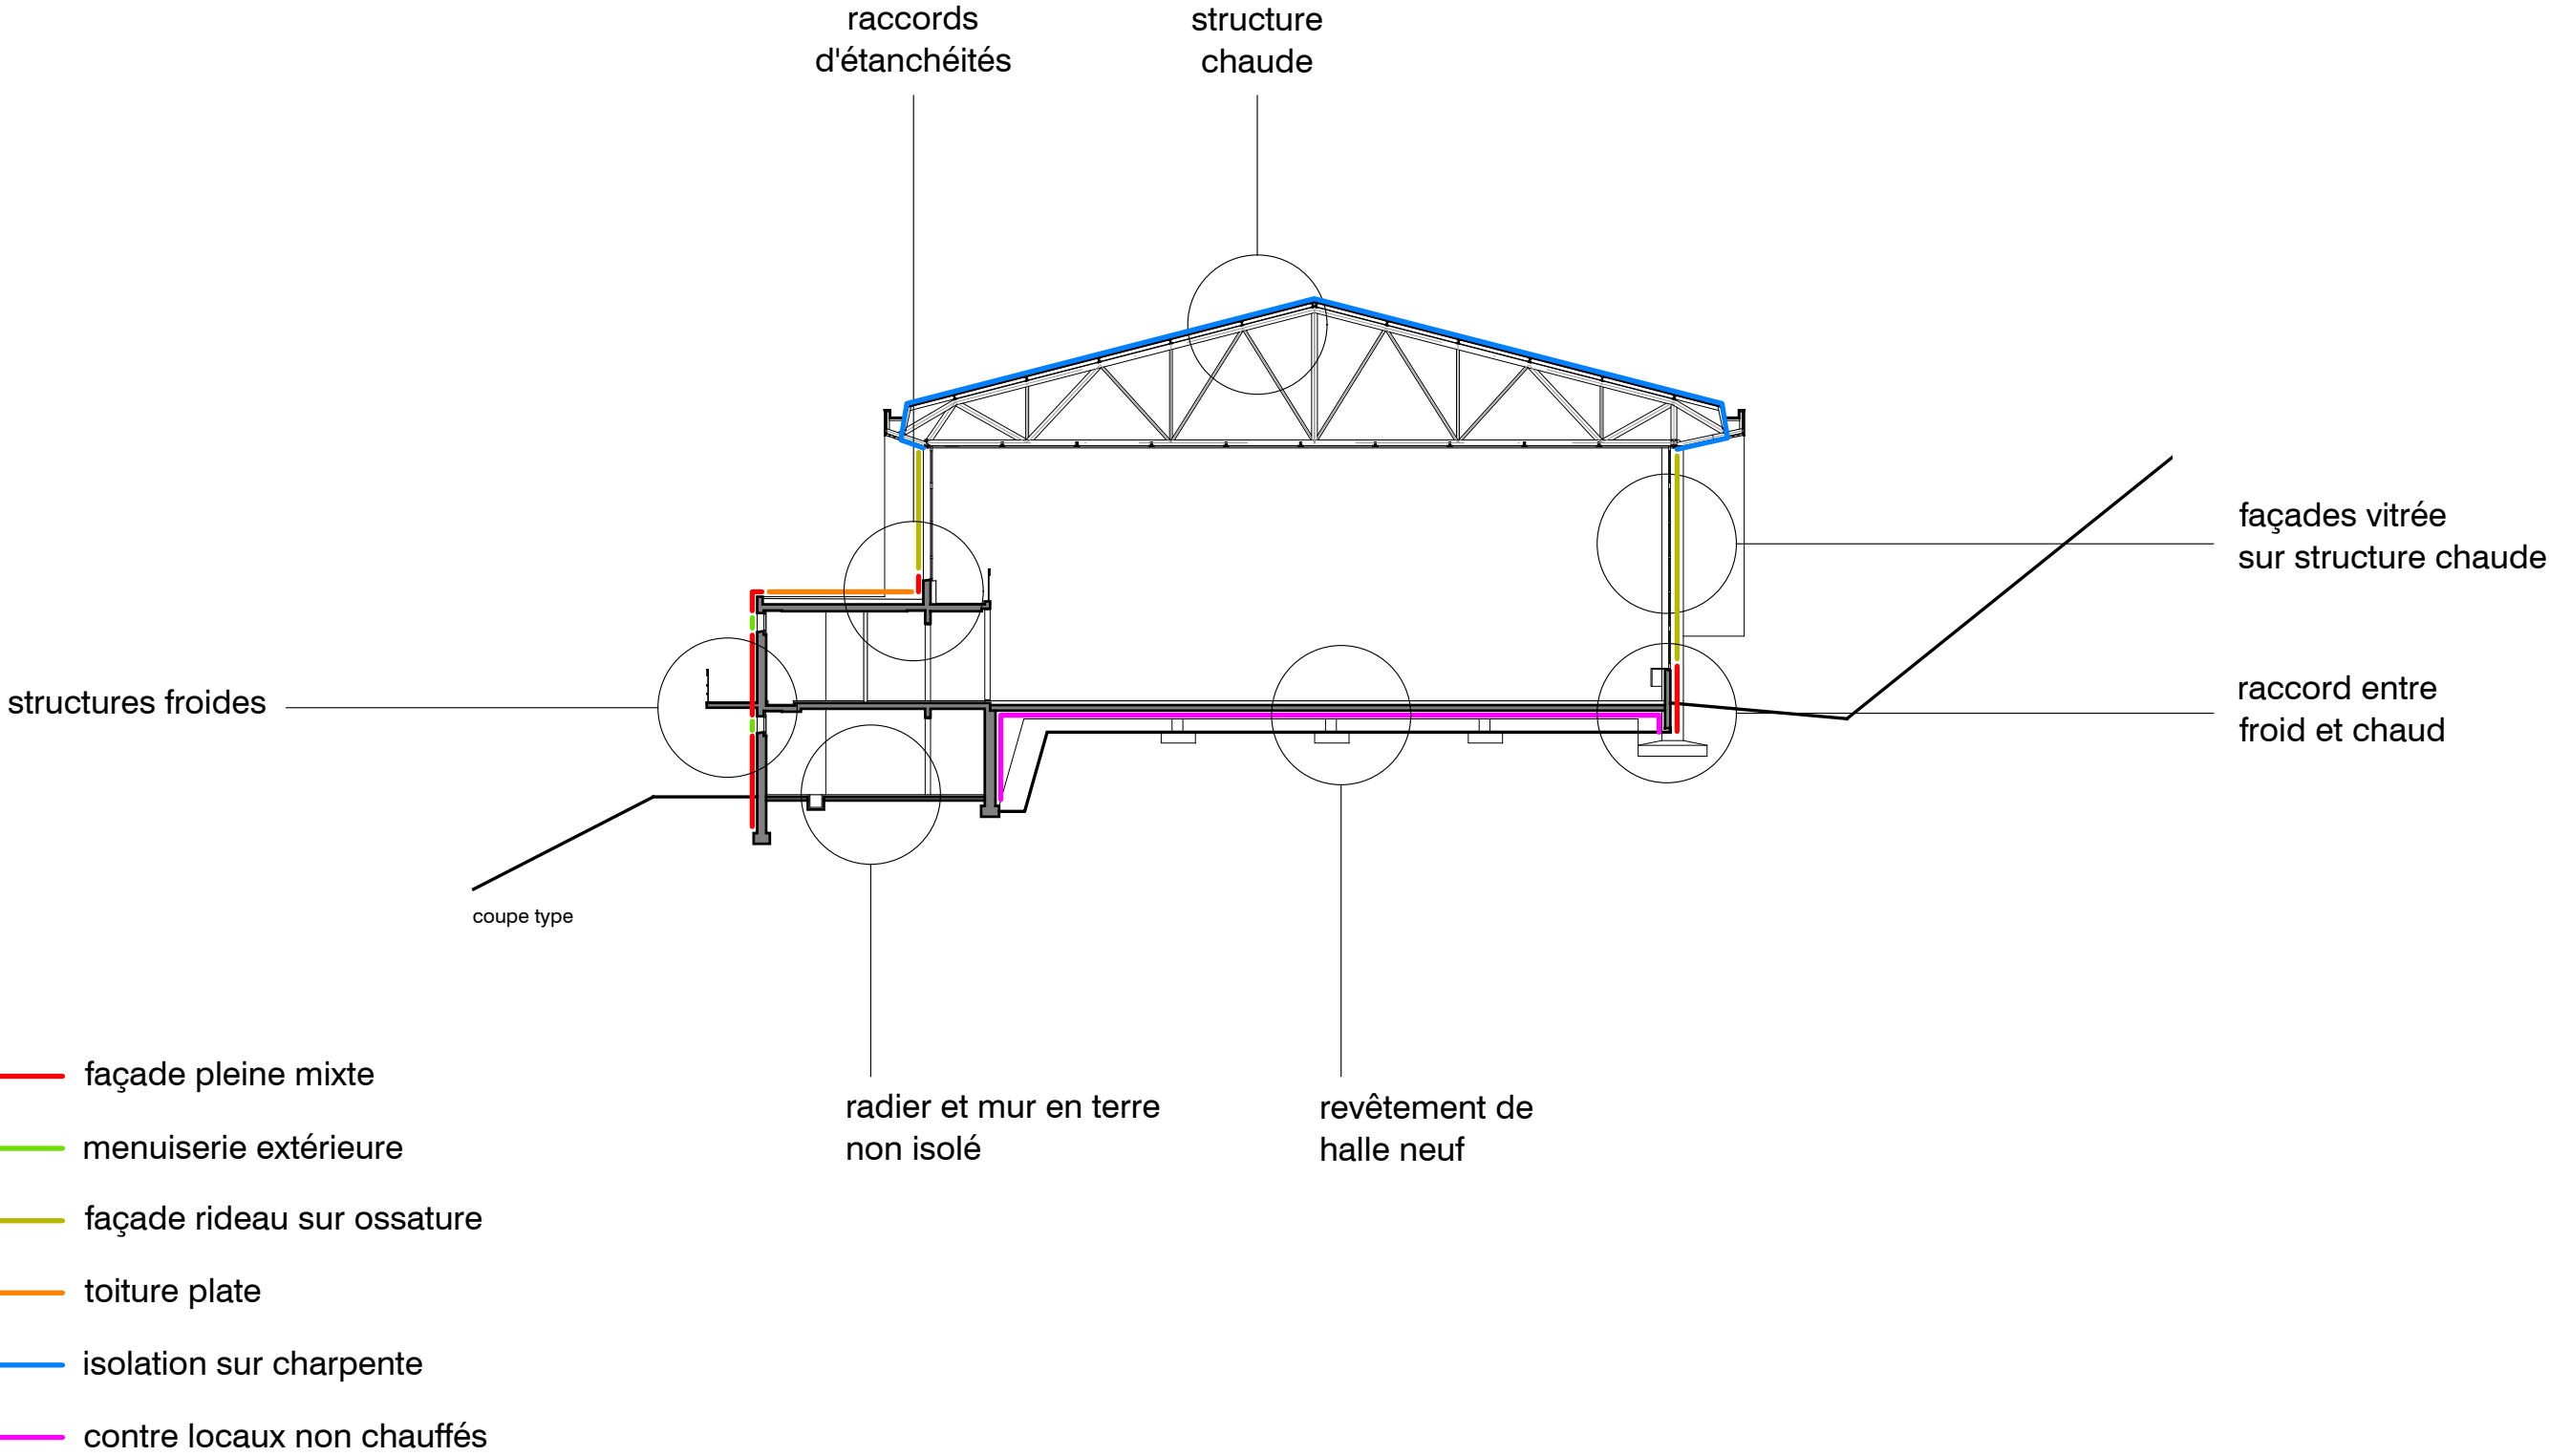 raccords
d'étanchéités
structure
chaude
façades vitrée
sur structure chaude
structures froides
raccord entre
froid et chaud
coupe type
radier et mur en terre
non isolé
revêtement de
halle neuf
façade pleine mixte
menuiserie extérieure
façade rideau sur ossature
toiture plate
isolation sur charpente
contre locaux non chauffés